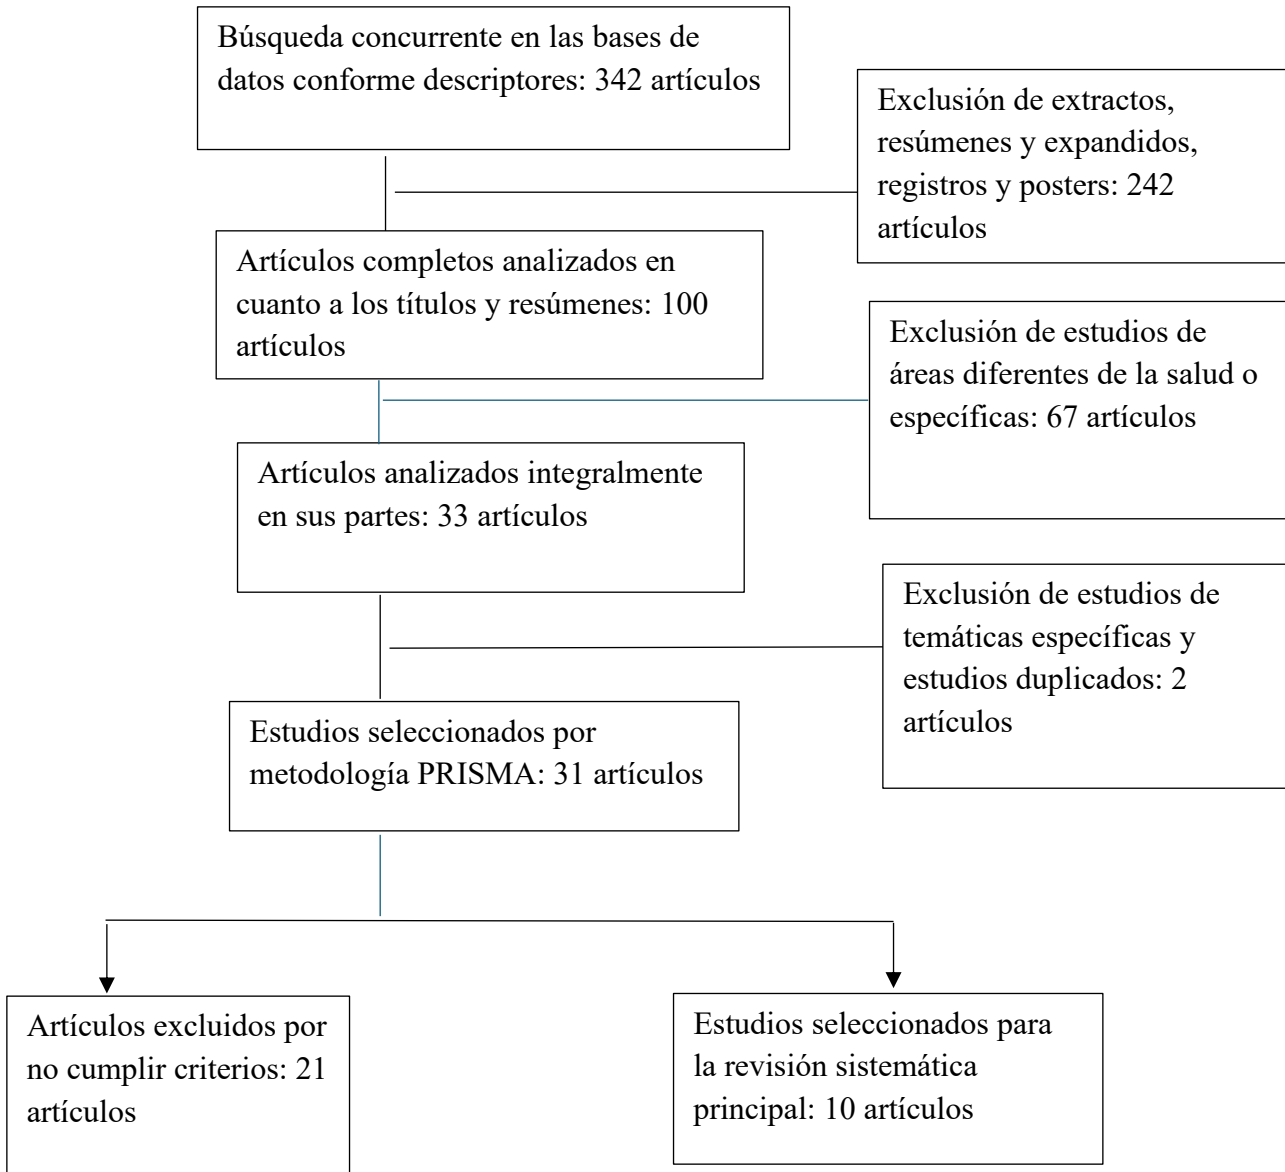 Búsqueda concurrente en las bases de
datos conforme descriptores: 342 artículos
Exclusión de extractos,
resúmenes y expandidos,
registros y posters: 242
artículos
Artículos completos analizados en
cuanto a los títulos y resúmenes: 100
artículos
Exclusión de estudios de
áreas diferentes de la salud o
específicas: 67 artículos
Artículos analizados integralmente
en sus partes: 33 artículos
Exclusión de estudios de
temáticas específicas y
estudios duplicados: 2
artículos
Estudios seleccionados por
metodología PRISMA: 31 artículos
Artículos excluidos por
no cumplir criterios: 21
artículos
Estudios seleccionados para
la revisión sistemática
principal: 10 artículos